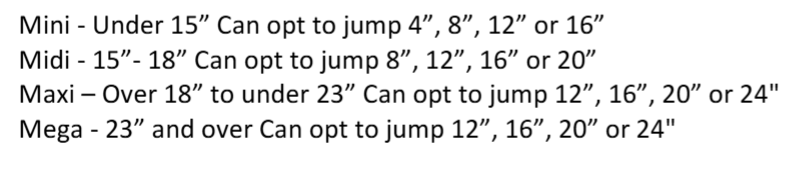 Mini - Under 15” Can opt to jump 4”, 8”, 12” or 16”
Midi - 15”- 18” Can opt to jump 8”, 12”, 16” or 20”
Maxi – Over 18” to under 23” Can opt to jump 12”, 16”, 20” or 24"
Mega - 23” and over Can opt to jump 12”, 16”, 20” or 24"